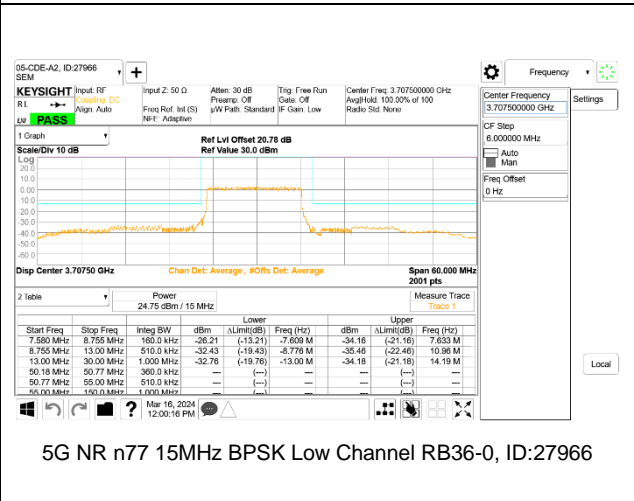 05-CDE-A2, ID:27966
SEM
Frequency
KEYSIGHT
RL
PASS
Input: RF
Coupling: DC
Align: Auto
Input Z: 50 Ω
Freq Ref: Int (S)
NFE: Adaptive
Atten: 30 dB
Preamp: Off
µW Path: Standard
Trig: Free Run
Gate: Off
IF Gain: Low
Center Freq: 3.707500000 GHz
Avg|Hold: 100.00% of 100
Radio Std: None
Center Frequency
3.707500000 GHz
Settings
CF Step
6.000000 MHz
Auto
Man
Freq Offset
0 Hz
Local
1 Graph
Scale/Div 10 dB
Ref Lvl Offset 20.78 dB
Ref Value 30.0 dBm
Log
20.0
10.0
0.00
-10.0
-20.0
-30.0
-40.0
-50.0
-60.0
Disp Center 3.70750 GHz
Chan Det: Average, #Offs Det: Average
Span 60.000 MHz
2001 pts
2 Table
Power
24.75 dBm / 15 MHz
Measure Trace
Trace 1
Lower Upper
Start Freq Stop Freq Integ BW dBm ΔLimit(dB) Freq (Hz) dBm ΔLimit(dB) Freq (Hz)
7.580 MHz 8.755 MHz 160.0 kHz -26.21 (-13.21) -7.609 M -34.16 (-21.16) 7.633 M
8.755 MHz 13.00 MHz 510.0 kHz -32.43 (-19.43) -8.776 M -35.46 (-22.46) 10.96 M
13.00 MHz 30.00 MHz 1.000 MHz -32.76 (-19.76) -13.00 M -34.18 (-21.18) 14.19 M
50.18 MHz 50.77 MHz 360.0 kHz --- (---) --- (---)
50.77 MHz 55.00 MHz 510.0 kHz --- (---) --- (---)
55.00 MHz 150.0 MHz 1.000 MHz --- (---) --- (---)
?
Mar 16, 2024
12:00:16 PM
5G NR n77 15MHz BPSK Low Channel RB36-0, ID:27966